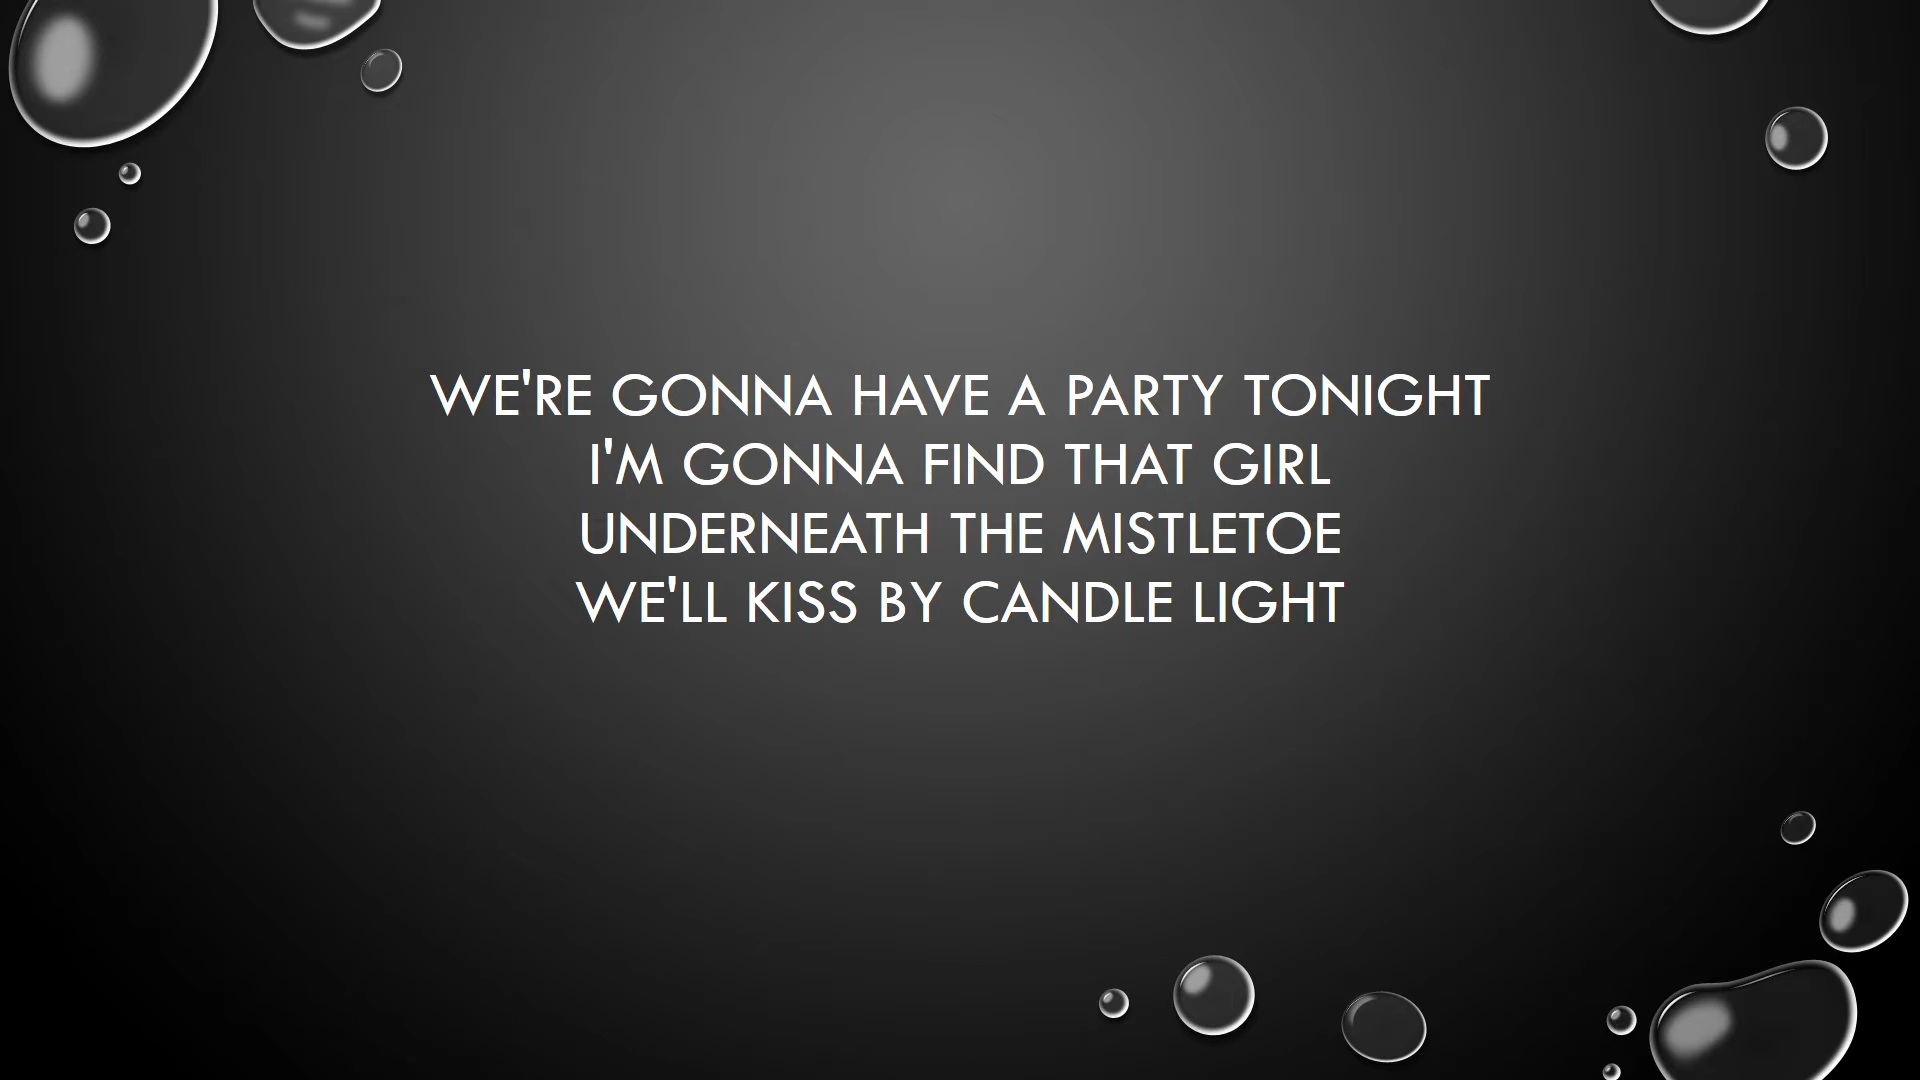 WE'RE GONNA HAVE A PARTY TONIGHT
I'M GONNA FIND THAT GIRL
UNDERNEATH THE MISTLETOE
WE'LL KISS BY CANDLE LIGHT